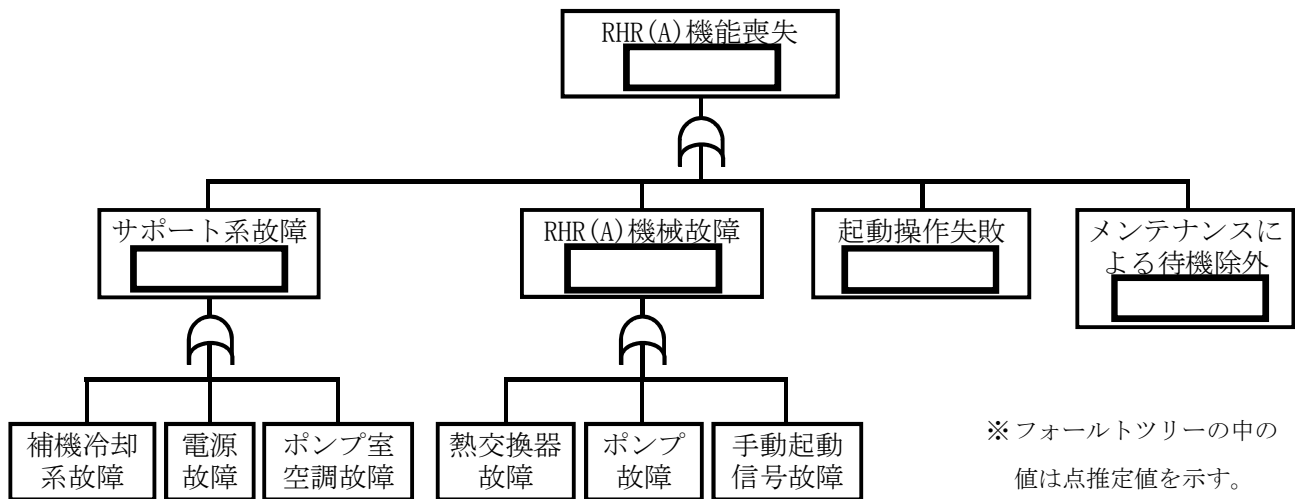 RHR(A)機能喪失
サポート系故障
RHR(A)機械故障
起動操作失敗
メンテナンスに
よる待機除外
補機冷却
系故障
電源
故障
ポンプ室
空調故障
熱交換器
故障
ポンプ
故障
手動起動
信号故障
※フォールトツリーの中の
値は点推定値を示す。